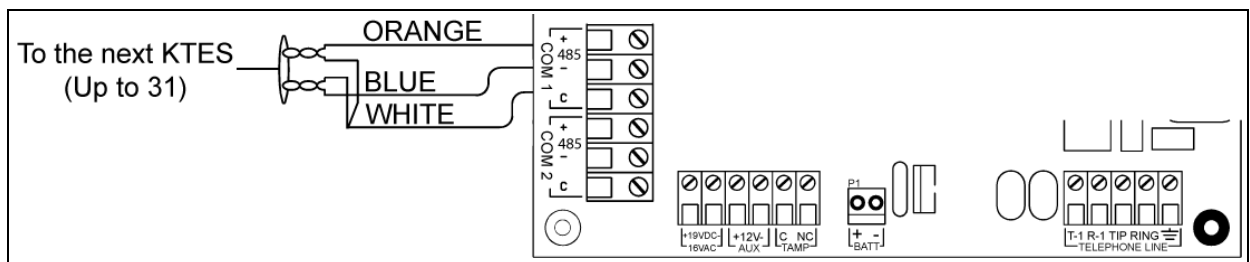 To the next KTES
(Up to 31)
ORANGE
BLUE
WHITE
COM 1
485
+
-
C
COM 2
485
+
-
C
+19VDC-
16VAC
+12V-
AUX
C NC
TAMP
P1
+ -
BATT
T-1 R-1 TIP RING
TELEPHONE LINE